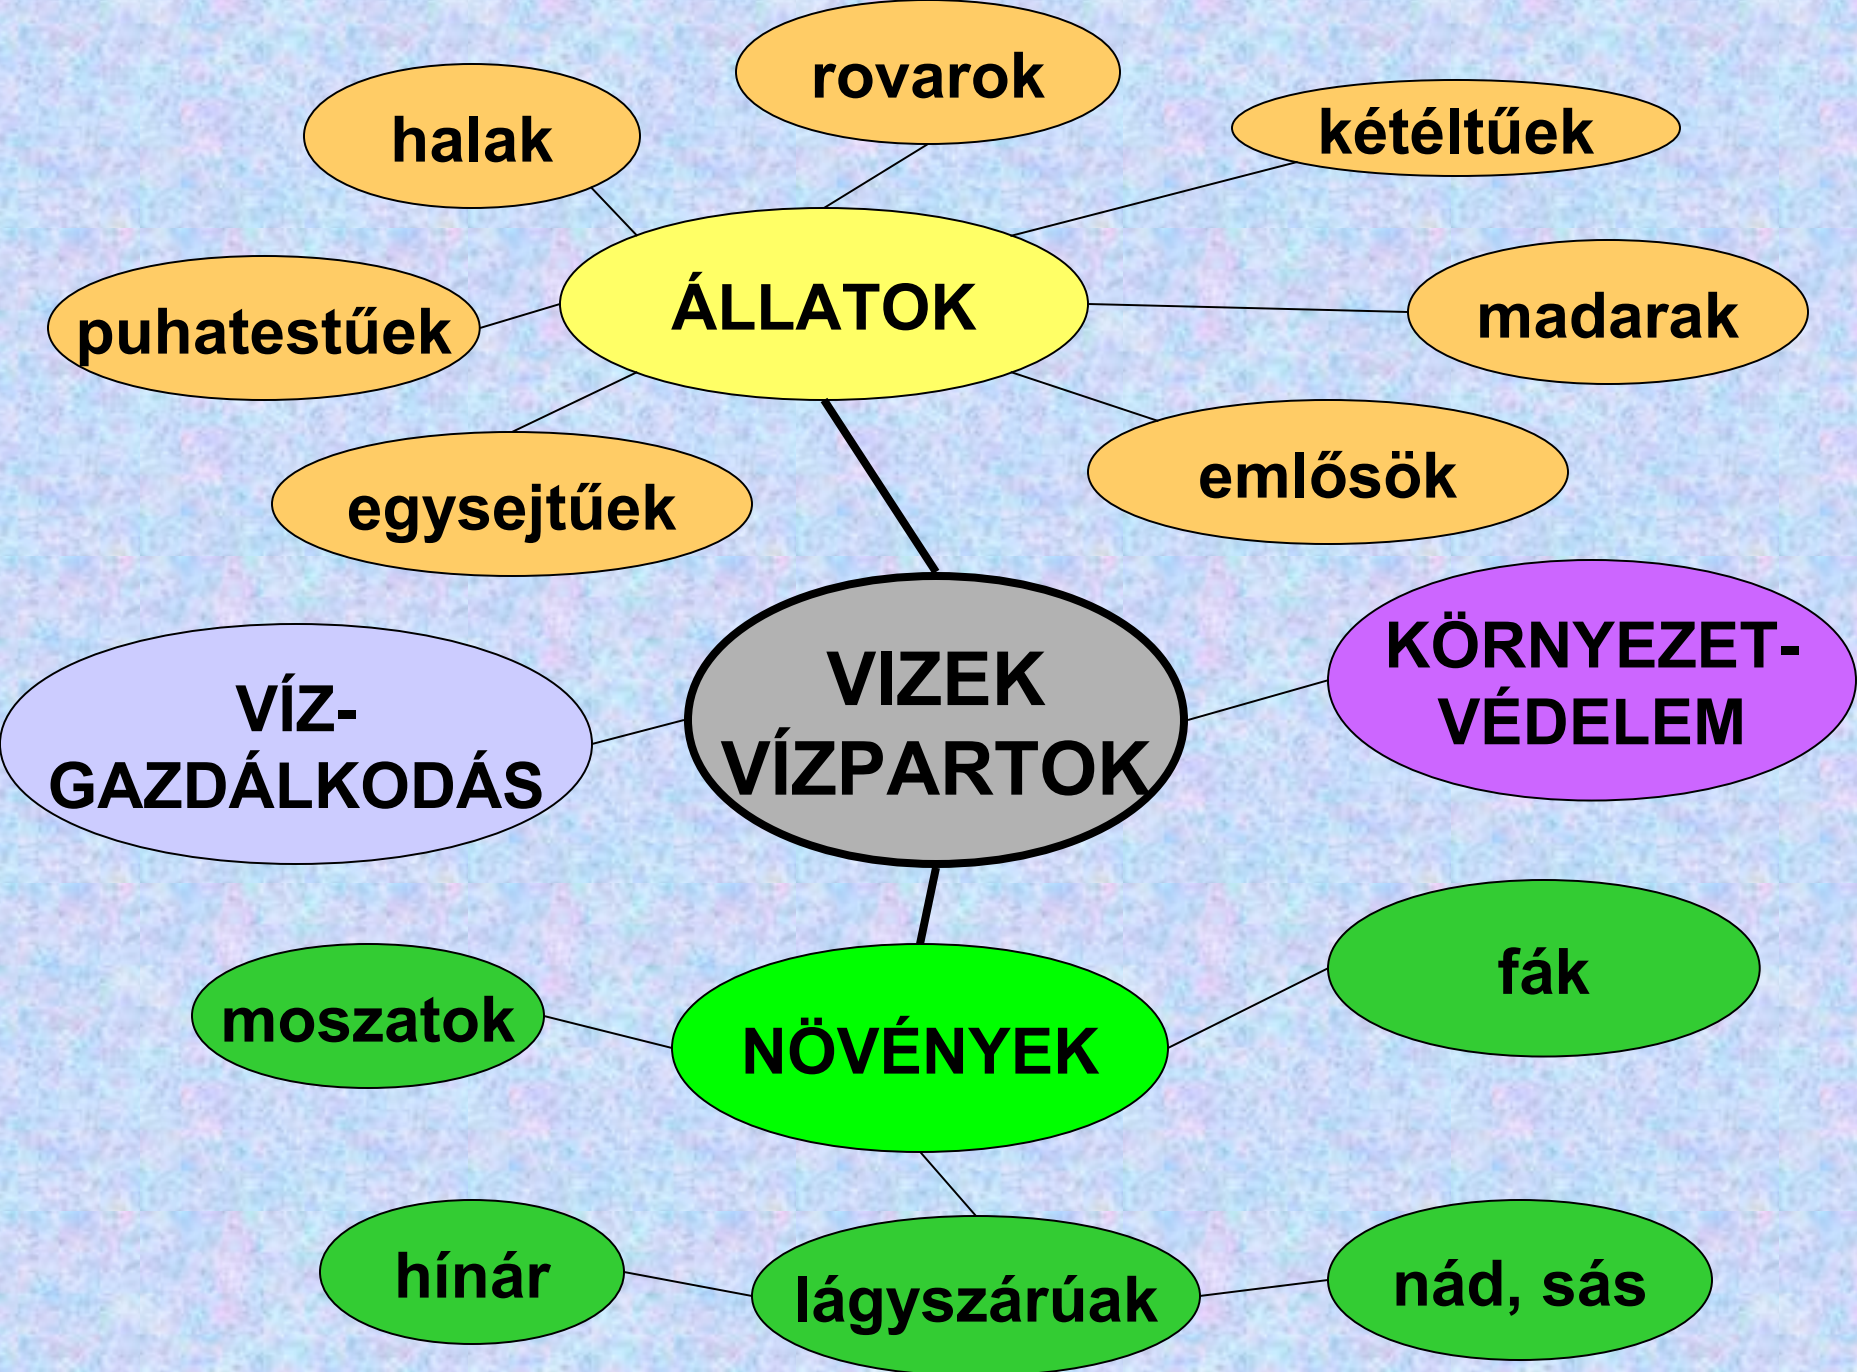 rovarok
halak
kétéltűek
ÁLLATOK
madarak
puhatestűek
emlősök
egysejtűek
VIZEK
VÍZPARTOK
KÖRNYEZET-
VÉDELEM
VÍZ-
GAZDÁLKODÁS
fák
moszatok
NÖVÉNYEK
hínár
lágyszárúak
nád, sás